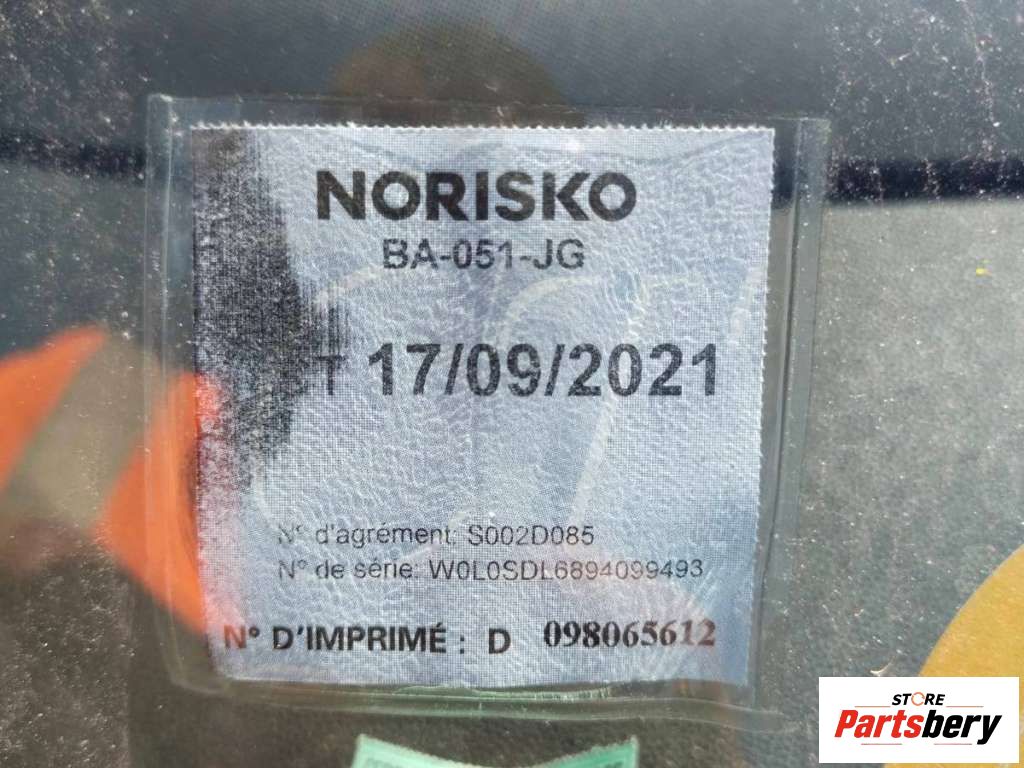 NORISKO
BA-051-JG
T 17/09/2021
N° d'agrément: S002D085
N° de série: W0L0SDL6894099493
N° D'IMPRIMÉ : D 098065612
STORE
Partsbery